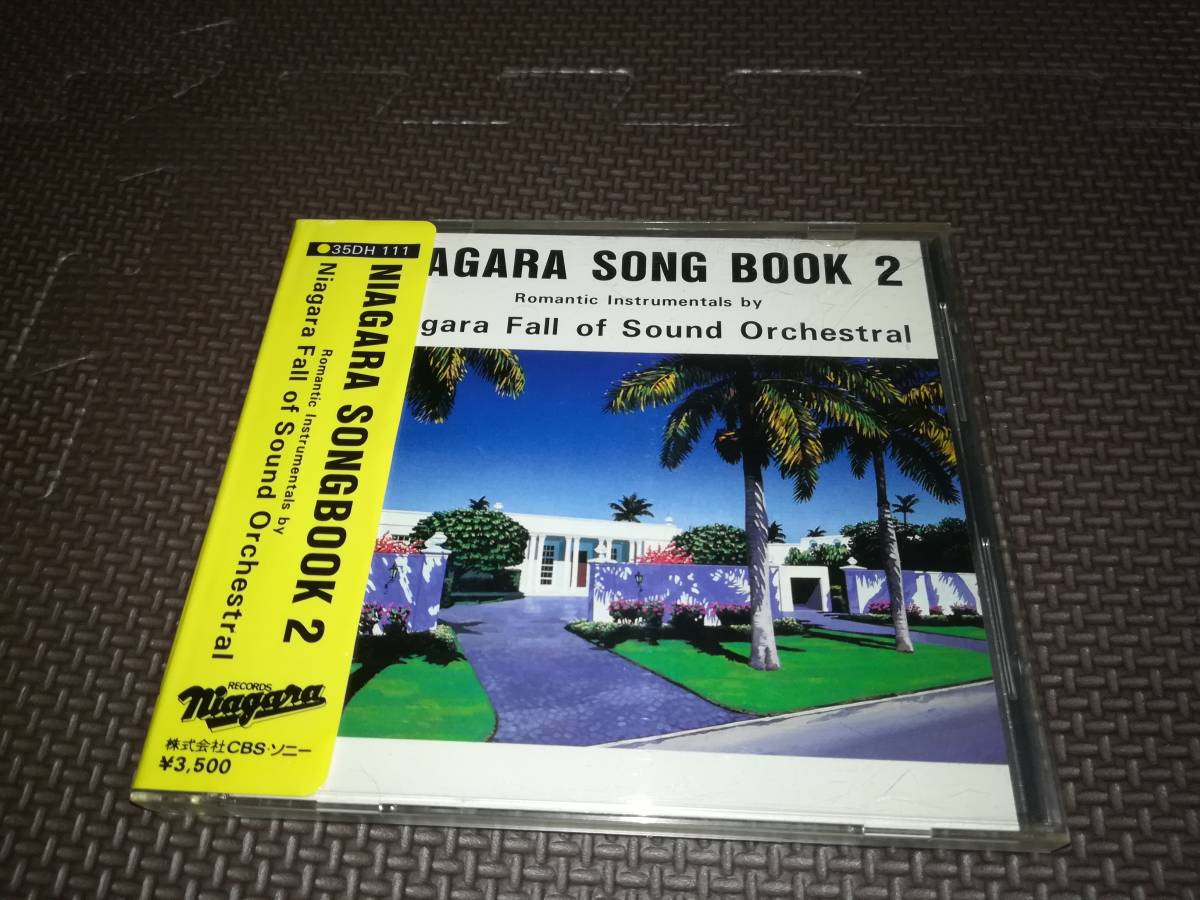 35DH 111
NIAGARA SONGBOOK 2
Romantic Instrumentals by
Niagara Fall of Sound Orchestral
RECORDS
Niagara
株式会社CBS・ソニー
¥3,500
AGARA SONG BOOK 2
Romantic Instrumentals by
gara Fall of Sound Orchestral